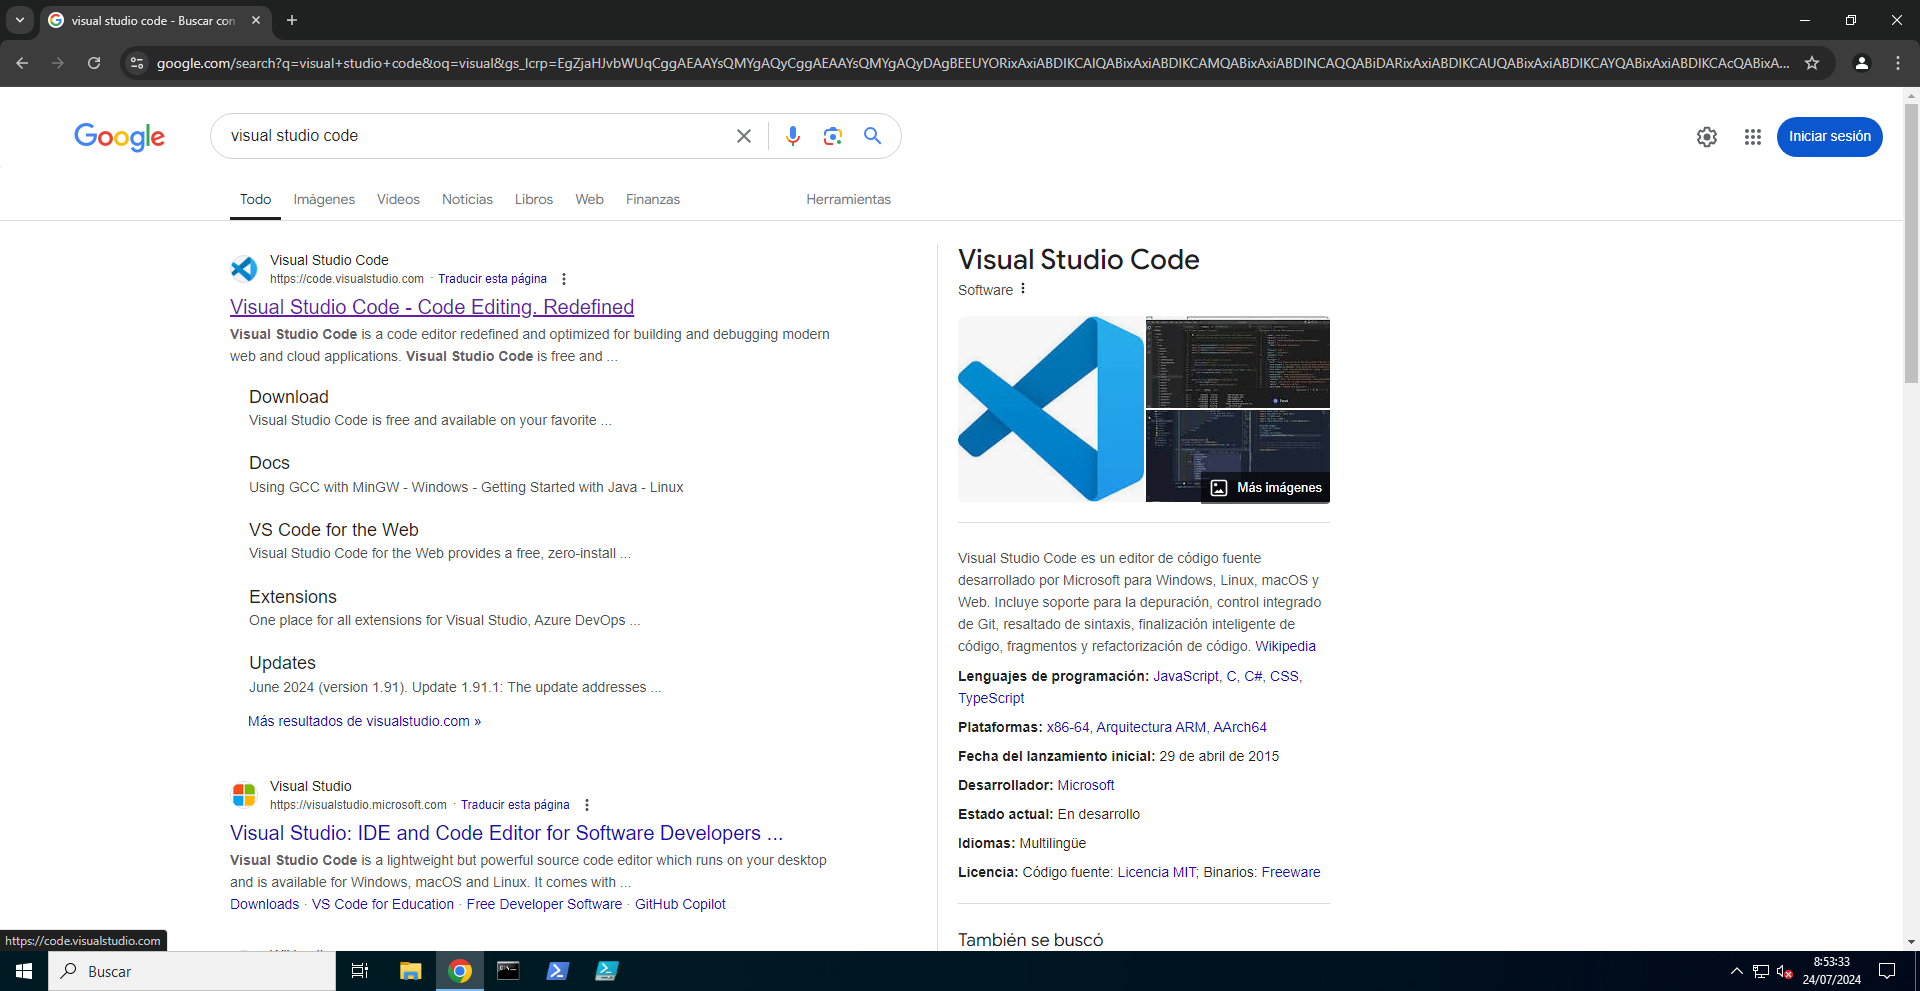 visual studio code - Buscar con
google.com/search?q=visual+studio+code&oq=visual&gs_lcrp=EgZjaHJvbWUqCggAEAAYsQMYgAQyCggAEAAYsQMYgAQyDAgBEEUYORixAxiABDIKCAIQABixAxiABDIKCAMQABixAxiABDINCAQQABiDARixAxiABDIKCAUQABixAxiABDIKCAYQABixAxiABDIKCAcQABixA...
Google
visual studio code
Iniciar sesión
Todo Imágenes Vídeos Noticias Libros Web Finanzas Herramientas
Visual Studio Code
https://code.visualstudio.com · Traducir esta página
Visual Studio Code - Code Editing. Redefined
Visual Studio Code is a code editor redefined and optimized for building and debugging modern
web and cloud applications. Visual Studio Code is free and ...
Download
Visual Studio Code is free and available on your favorite ...
Docs
Using GCC with MinGW - Windows - Getting Started with Java - Linux
VS Code for the Web
Visual Studio Code for the Web provides a free, zero-install ...
Extensions
One place for all extensions for Visual Studio, Azure DevOps ...
Updates
June 2024 (version 1.91). Update 1.91.1: The update addresses ...
Más resultados de visualstudio.com »
Visual Studio
https://visualstudio.microsoft.com · Traducir esta página
Visual Studio: IDE and Code Editor for Software Developers ...
Visual Studio Code is a lightweight but powerful source code editor which runs on your desktop
and is available for Windows, macOS and Linux. It comes with ...
Downloads · VS Code for Education · Free Developer Software · GitHub Copilot
Visual Studio Code
Software
Más imágenes
Visual Studio Code es un editor de código fuente
desarrollado por Microsoft para Windows, Linux, macOS y
Web. Incluye soporte para la depuración, control integrado
de Git, resaltado de sintaxis, finalización inteligente de
código, fragmentos y refactorización de código. Wikipedia
Lenguajes de programación: JavaScript, C, C#, CSS,
TypeScript
Plataformas: x86-64, Arquitectura ARM, AArch64
Fecha del lanzamiento inicial: 29 de abril de 2015
Desarrollador: Microsoft
Estado actual: En desarrollo
Idiomas: Multilingüe
Licencia: Código fuente: Licencia MIT; Binarios: Freeware
También se buscó
https://code.visualstudio.com
Buscar
8:53:33
24/07/2024